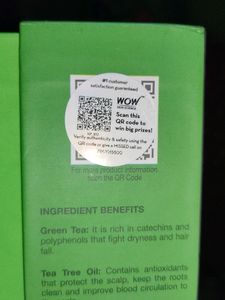 #1 customer
satisfaction guaranteed
WOW
Scan this
QR code to
win big prizes!
Verify authenticity & safety using the
QR code or give a MISSED call on
For more product information
scan the QR Code
INGREDIENT BENEFITS
Green Tea: it is rich in catechins and
polyphenols that fight dryness and hair
fall.
Tea Tree Oil: Contains antioxidants
that protect the scalp, keep the roots
clean and improve blood circulation to